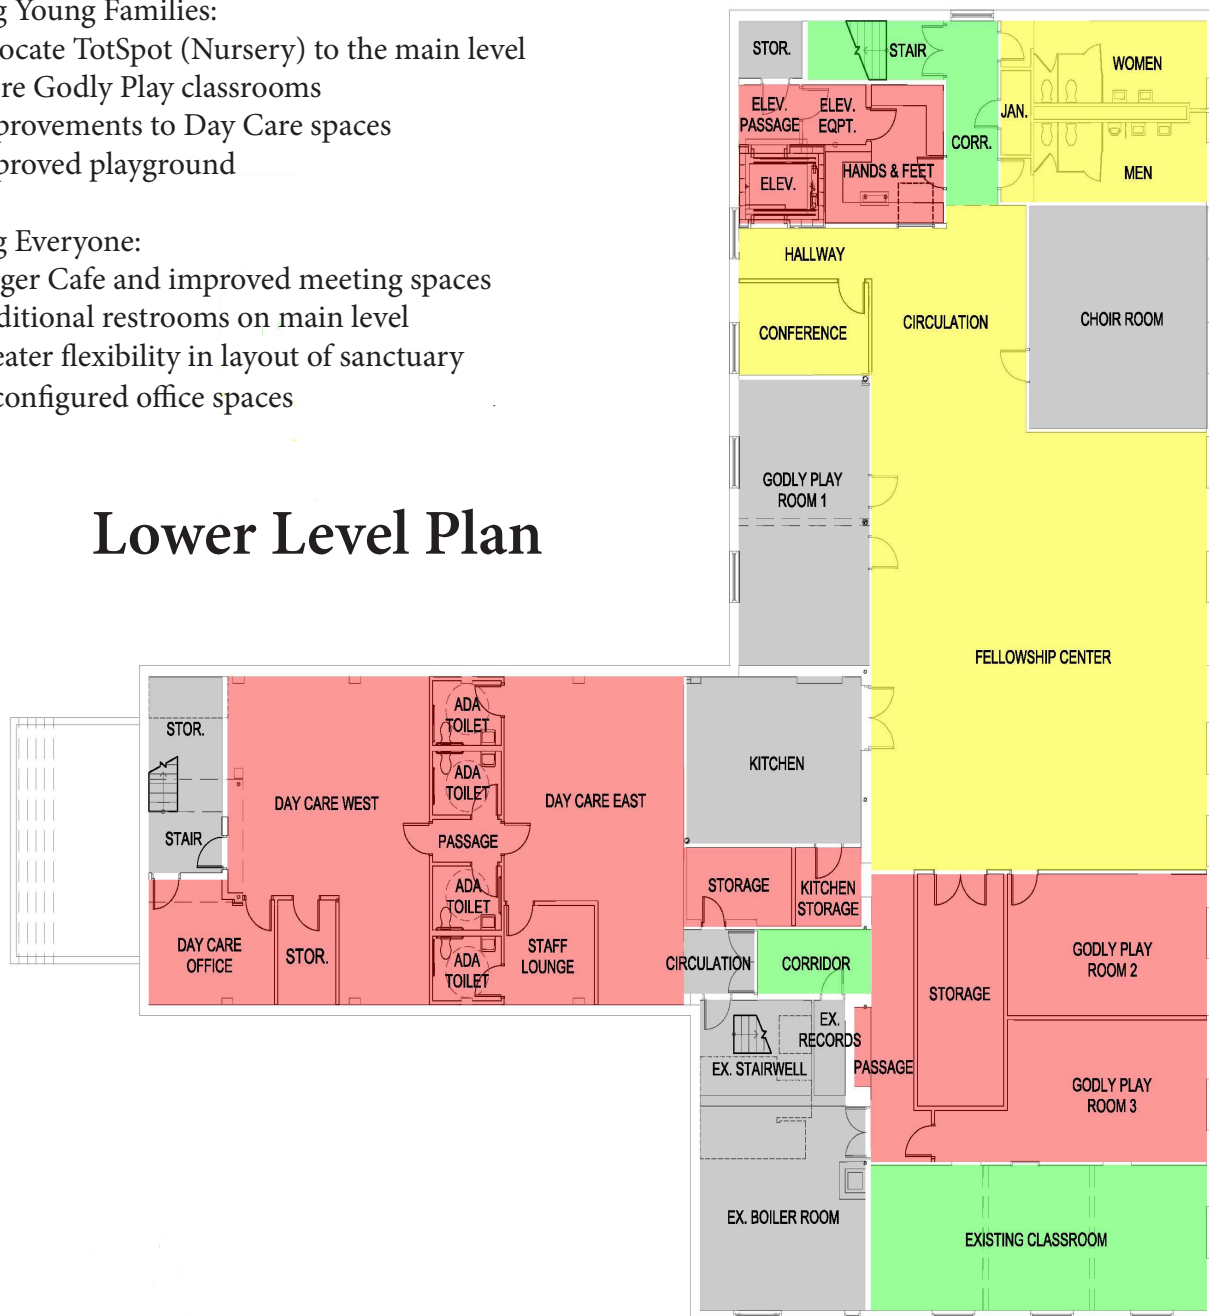 g Young Families:
ocate TotSpot (Nursery) to the main level
re Godly Play classrooms
provements to Day Care spaces
proved playground
g Everyone:
ger Cafe and improved meeting spaces
ditional restrooms on main level
eater flexibility in layout of sanctuary
configured office spaces
Lower Level Plan
STOR.
STAIR
WOMEN
ELEV.
PASSAGE
ELEV.
EQPT.
JAN.
CORR.
ELEV.
HANDS & FEET
MEN
HALLWAY
CONFERENCE
CIRCULATION
CHOIR ROOM
GODLY PLAY
ROOM 1
FELLOWSHIP CENTER
STOR.
ADA
TOILET
KITCHEN
ADA
TOILET
DAY CARE WEST
DAY CARE EAST
STAIR
PASSAGE
ADA
TOILET
STORAGE
KITCHEN
STORAGE
DAY CARE
OFFICE
STOR.
ADA
TOILET
STAFF
LOUNGE
CIRCULATION
CORRIDOR
STORAGE
GODLY PLAY
ROOM 2
EX.
RECORDS
EX. STAIRWELL
PASSAGE
GODLY PLAY
ROOM 3
EX. BOILER ROOM
EXISTING CLASSROOM